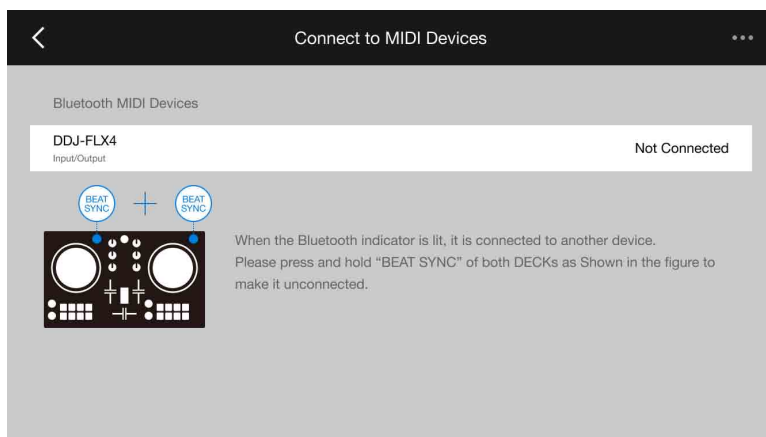 Connect to MIDI Devices
Bluetooth MIDI Devices
DDJ-FLX4
Not Connected
Input/Output
BEAT
SYNC
BEAT
SYNC
When the Bluetooth indicator is lit, it is connected to another device.
Please press and hold “BEAT SYNC” of both DECKs as Shown in the figure to
make it unconnected.